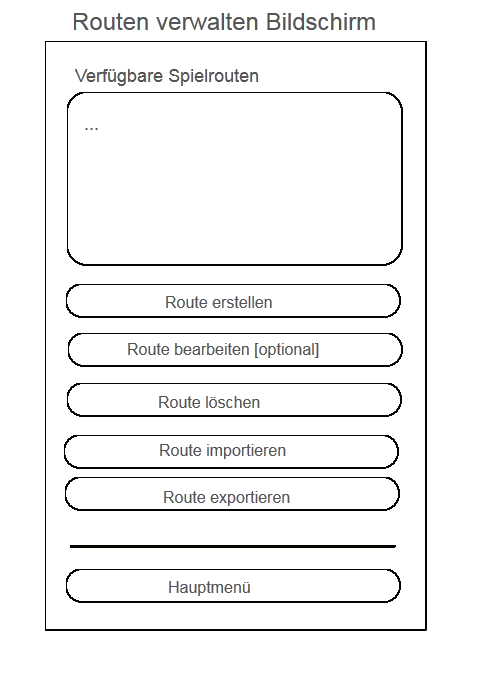 Routen verwalten Bildschirm
Verfügbare Spielrouten
...
Route erstellen
Route bearbeiten [optional]
Route löschen
Route importieren
Route exportieren
Hauptmenü